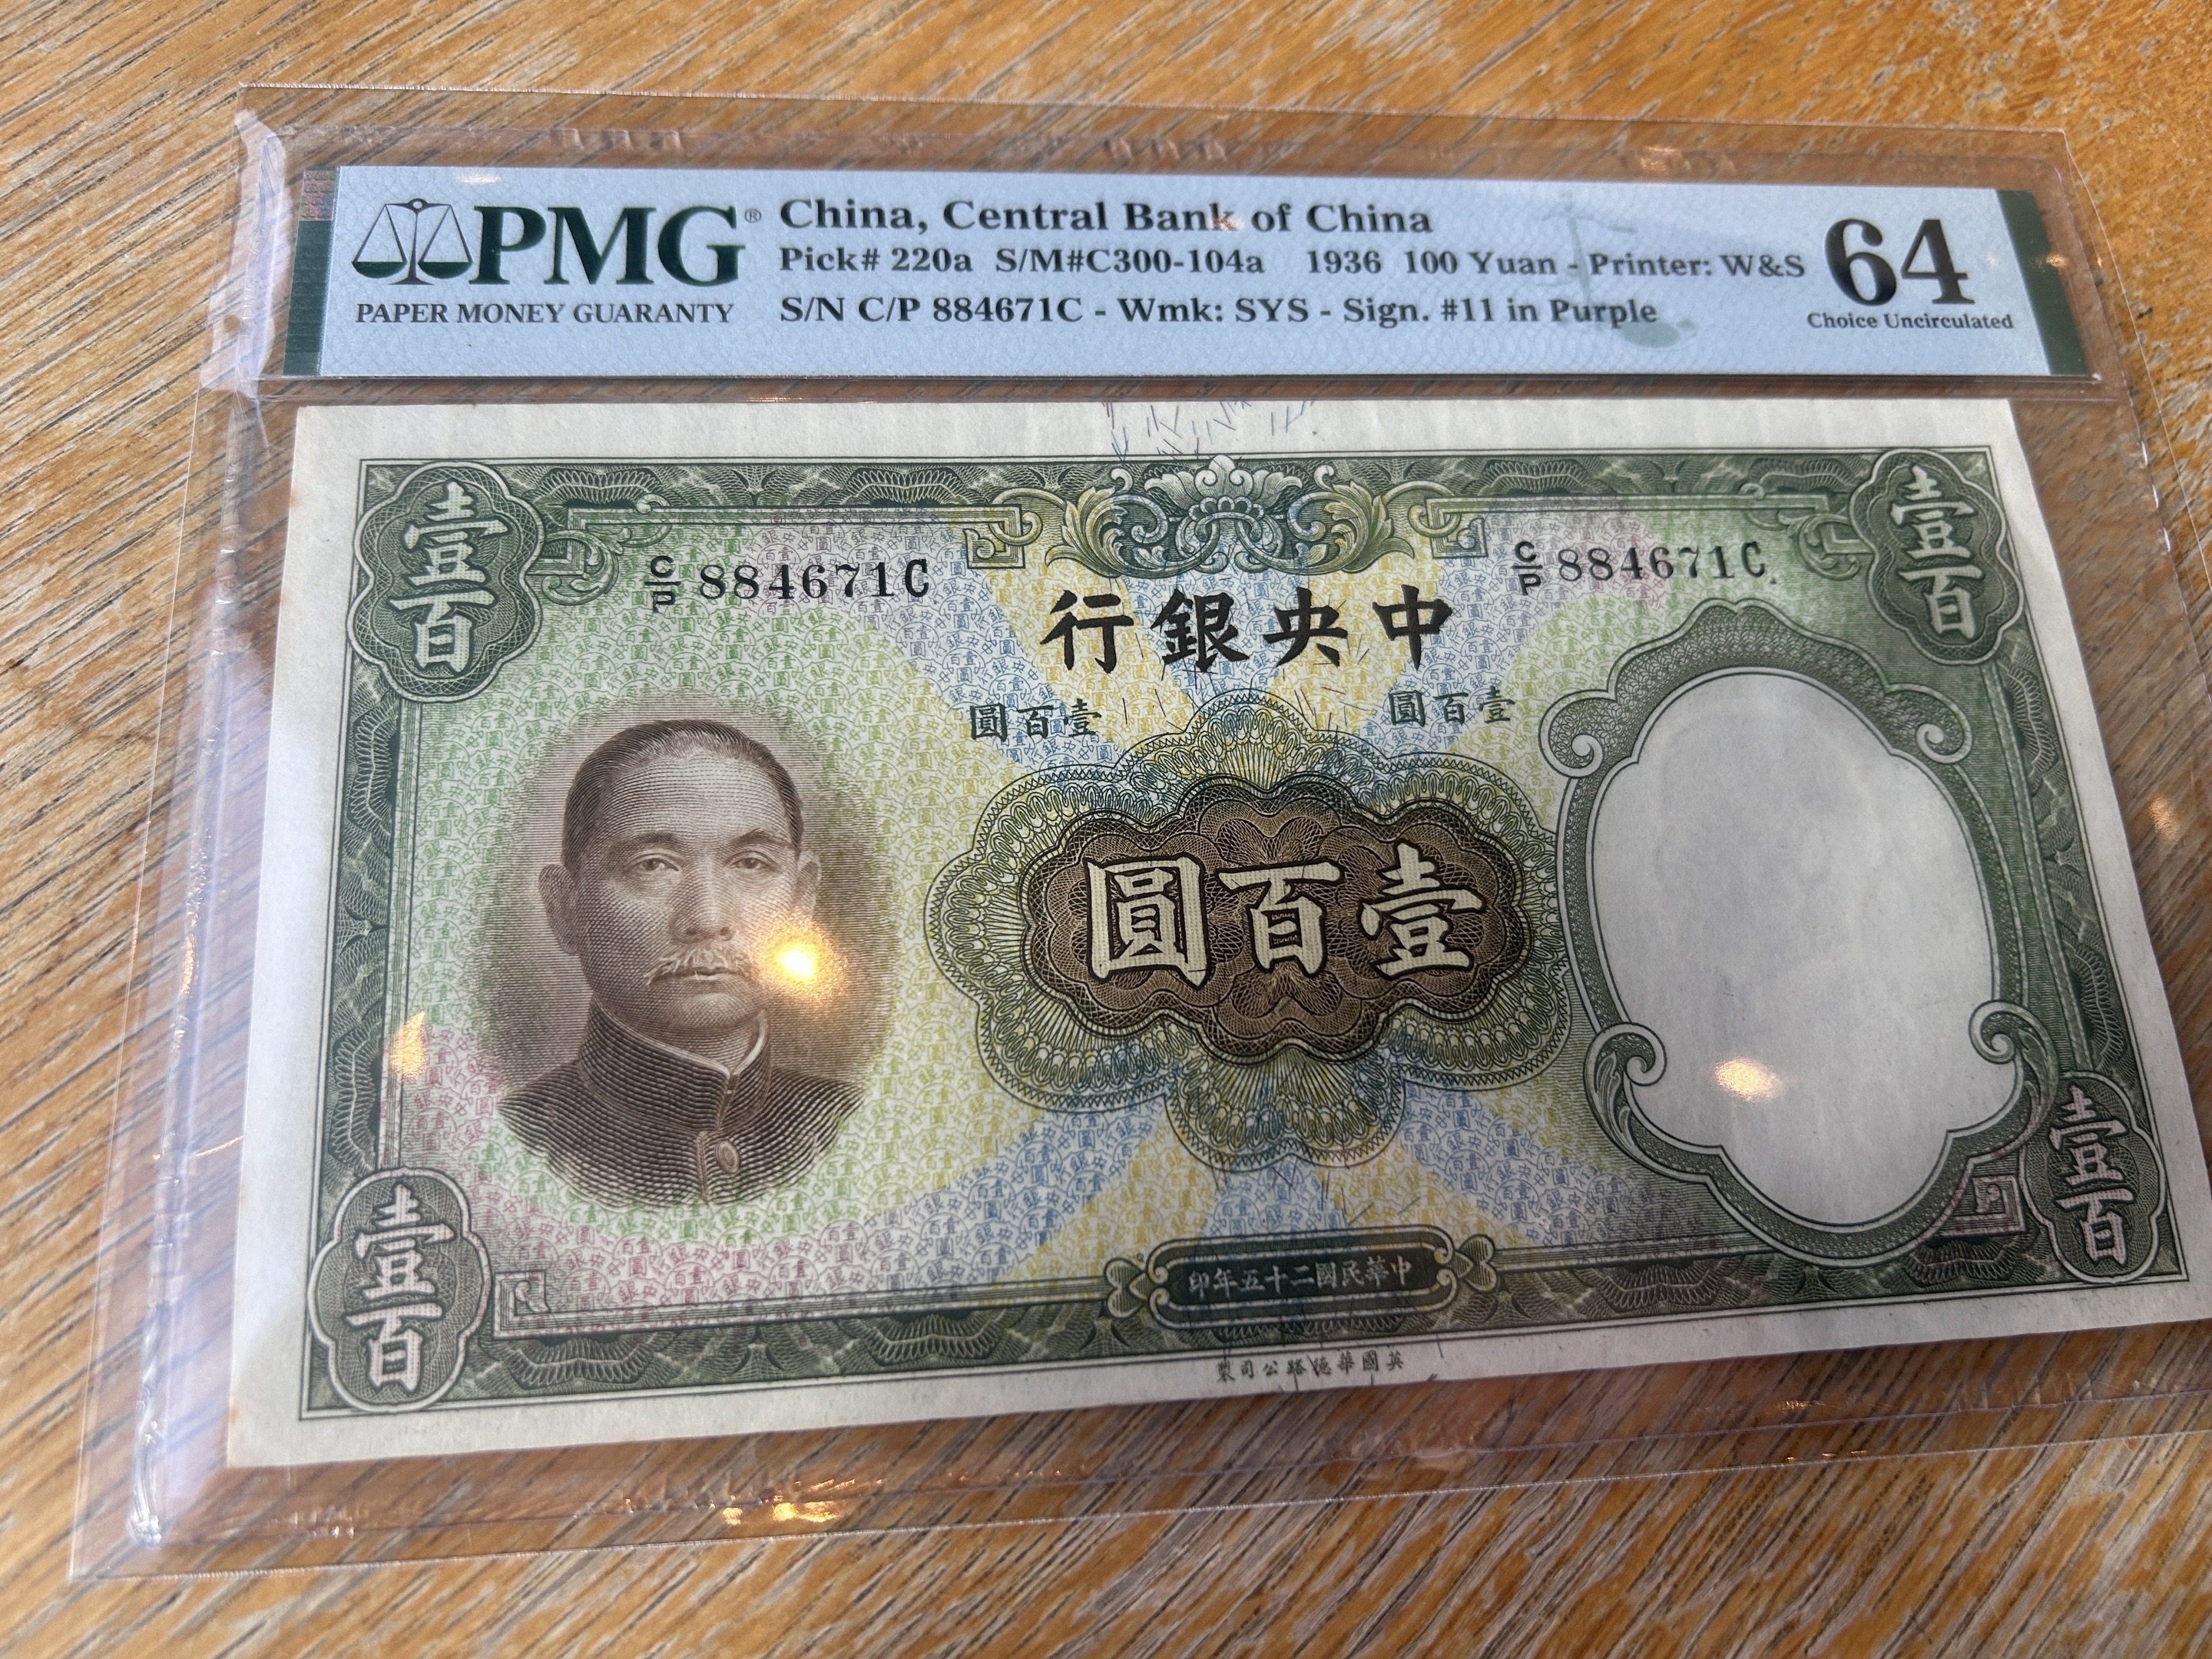 PMG®
PAPER MONEY GUARANTY
China, Central Bank of China
Pick# 220a S/M#C300-104a 1936 100 Yuan - Printer: W&S
S/N C/P 884671C - Wmk: SYS - Sign. #11 in Purple
64
Choice Uncirculated
壹百
壹百
C/P 884671C
C/P 884671C
行銀央中
圓百壹
圓百壹
圓百壹
壹百
壹百
印年五十二國民華中
製司公路德華國英